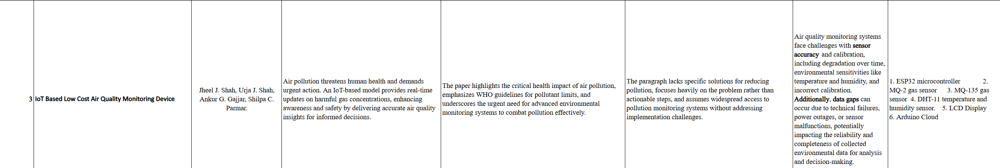 3
IoT Based Low Cost Air Quality Monitoring Device
Jheel J. Shah, Urja J. Shah,
Ankur G. Gajjar, Shilpa C.
Parmar.
Air pollution threatens human health and demands
urgent action. An IoT-based model provides real-time
updates on harmful gas concentrations, enhancing
awareness and safety by delivering accurate air quality
insights for informed decisions.
The paper highlights the critical health impact of air pollution,
emphasizes WHO guidelines for pollutant limits, and
underscores the urgent need for advanced environmental
monitoring systems to combat pollution effectively.
The paragraph lacks specific solutions for reducing
pollution, focuses heavily on the problem rather than
actionable steps, and assumes widespread access to
pollution monitoring systems without addressing
implementation challenges.
Air quality monitoring systems
face challenges with sensor
accuracy and calibration,
including degradation over time,
environmental sensitivities like
temperature and humidity, and
incorrect calibration.
Additionally, data gaps can
occur due to technical failures,
power outages, or sensor
malfunctions, potentially
impacting the reliability and
completeness of collected
environmental data for analysis
and decision-making.
1. ESP32 microcontroller 2.
MQ-2 gas sensor 3. MQ-135 gas
sensor 4. DHT-11 temperature and
humidity sensor. 5. LCD Display
6. Arduino Cloud